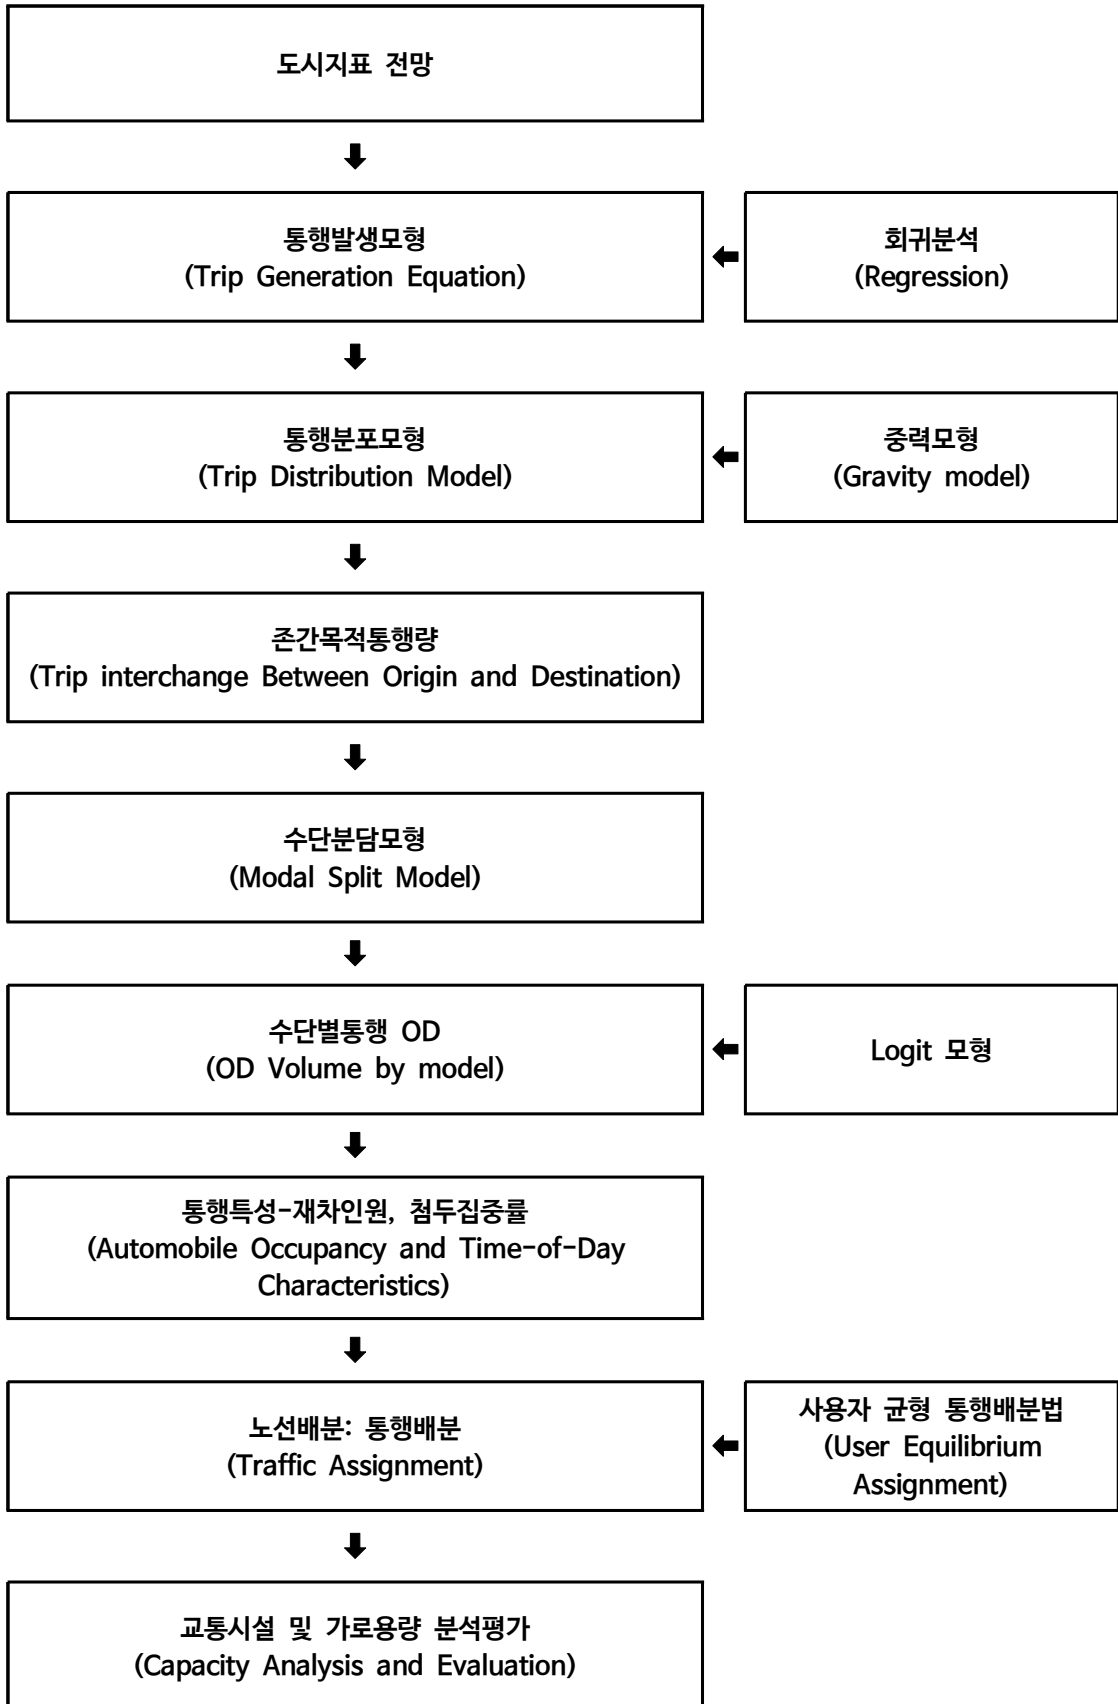 도시지표 전망
통행발생모형
(Trip Generation Equation)
회귀분석
(Regression)
통행분포모형
(Trip Distribution Model)
중력모형
(Gravity model)
존간목적통행량
(Trip interchange Between Origin and Destination)
수단분담모형
(Modal Split Model)
수단별통행 OD
(OD Volume by model)
Logit 모형
통행특성-재차인원, 첨두집중률
(Automobile Occupancy and Time-of-Day
Characteristics)
노선배분: 통행배분
(Traffic Assignment)
사용자 균형 통행배분법
(User Equilibrium
Assignment)
교통시설 및 가로용량 분석평가
(Capacity Analysis and Evaluation)